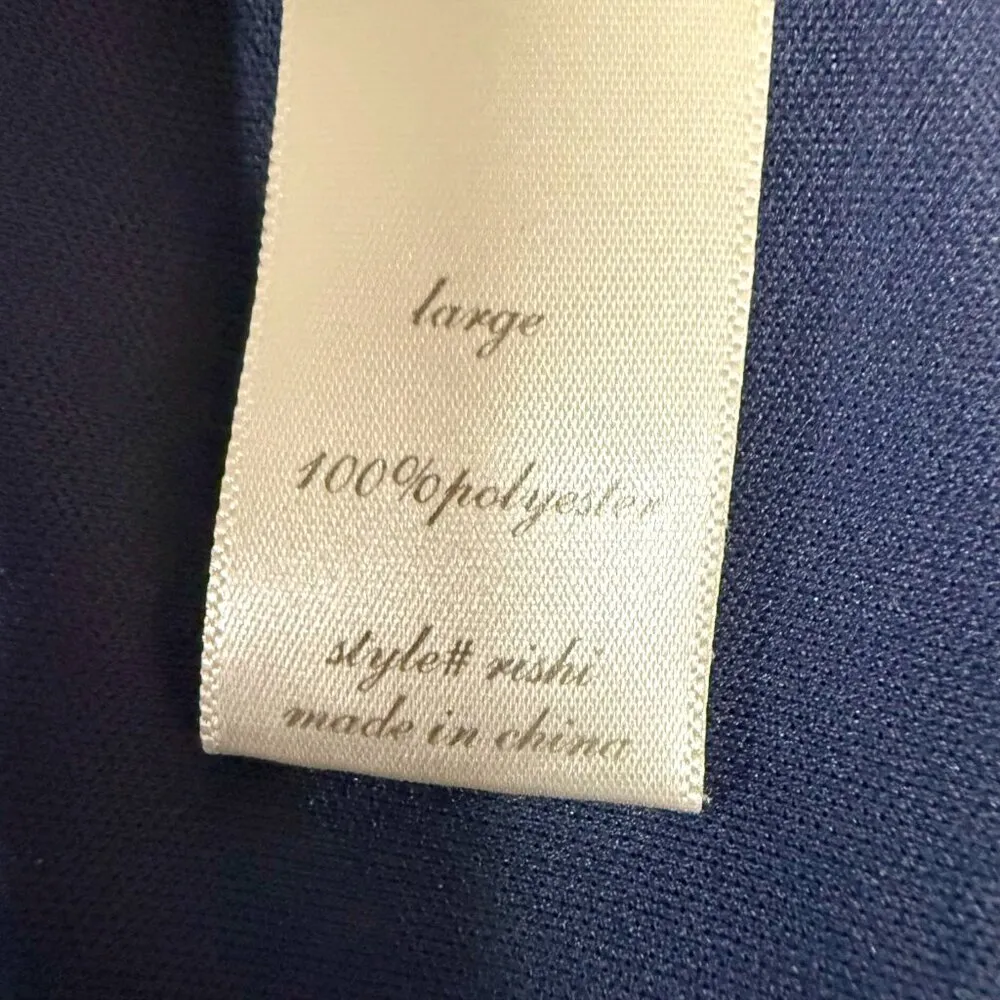 large
100%polyester
style# rishi
made in china